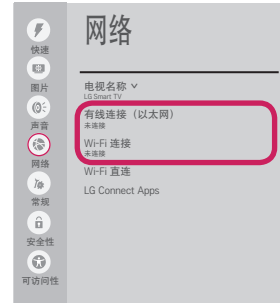 网络
快速
图片
声音
网络
常规
安全性
可访问性
电视名称
LG Smart TV
有线连接（以太网）
未连接
Wi-Fi 连接
未连接
Wi-Fi 直连
LG Connect Apps